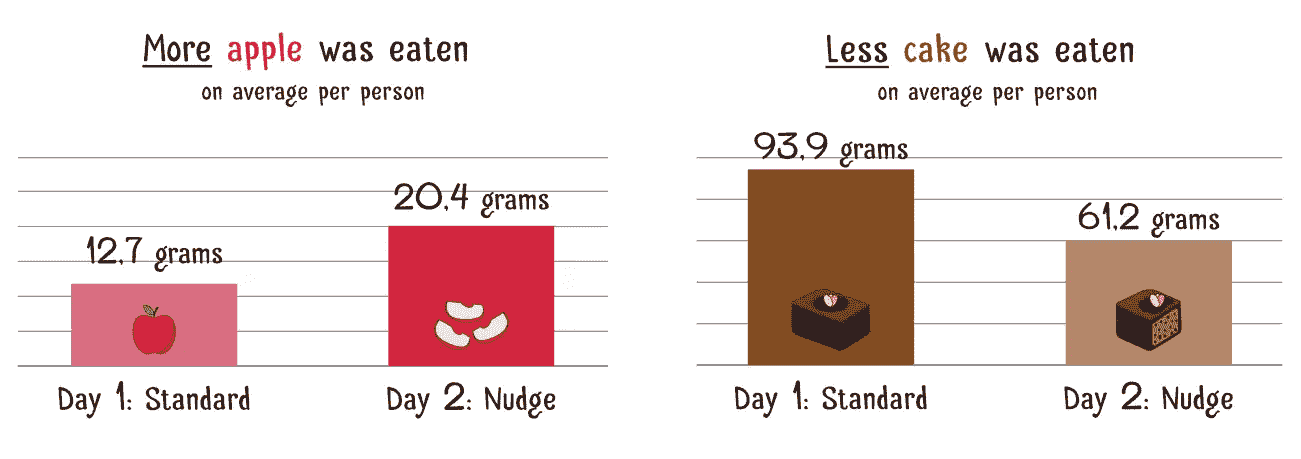 More apple was eaten
on average per person
20,4 grams
12,7 grams
Day 1: Standard
Day 2: Nudge
Less cake was eaten
on average per person
93,9 grams
61,2 grams
Day 1: Standard
Day 2: Nudge